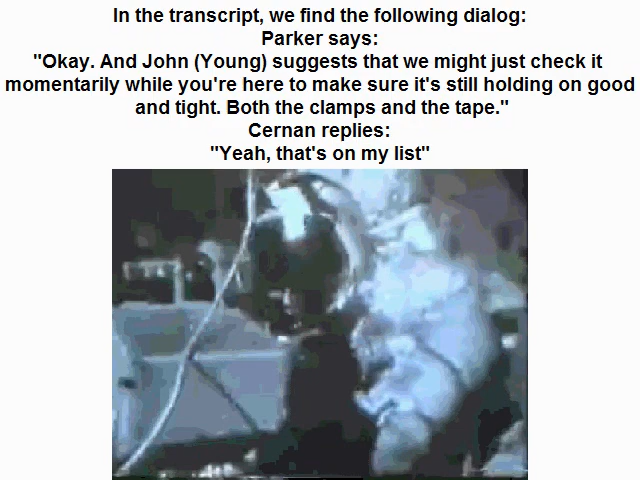 In the transcript, we find the following dialog:
Parker says:
"Okay. And John (Young) suggests that we might just check it
momentarily while you're here to make sure it's still holding on good
and tight. Both the clamps and the tape."
Cernan replies:
"Yeah, that's on my list"